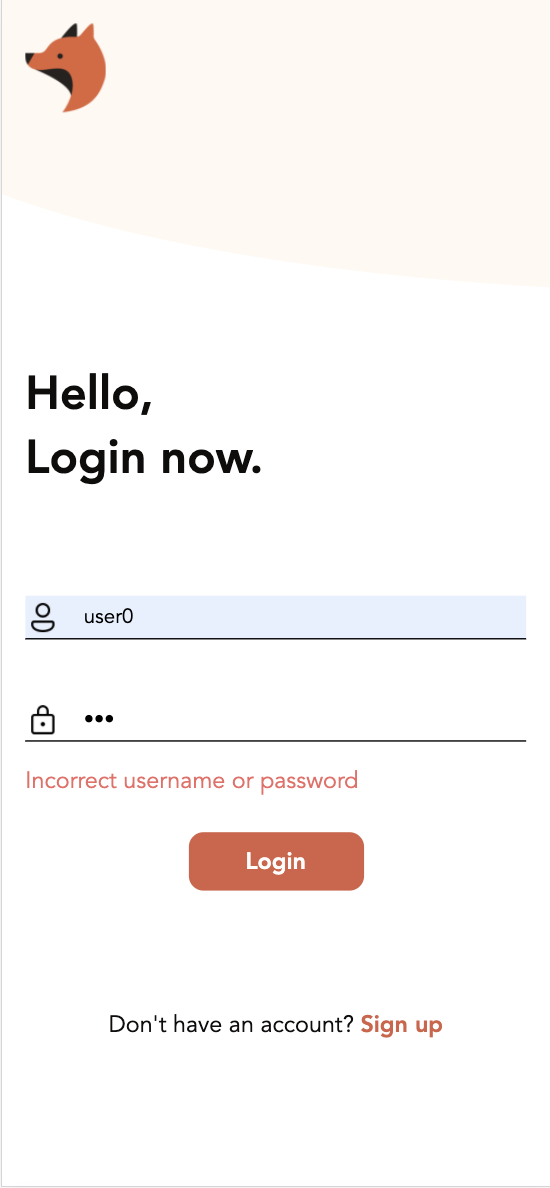 Hello,
Login now.
user0
•••
Incorrect username or password
Login
Don't have an account? Sign up